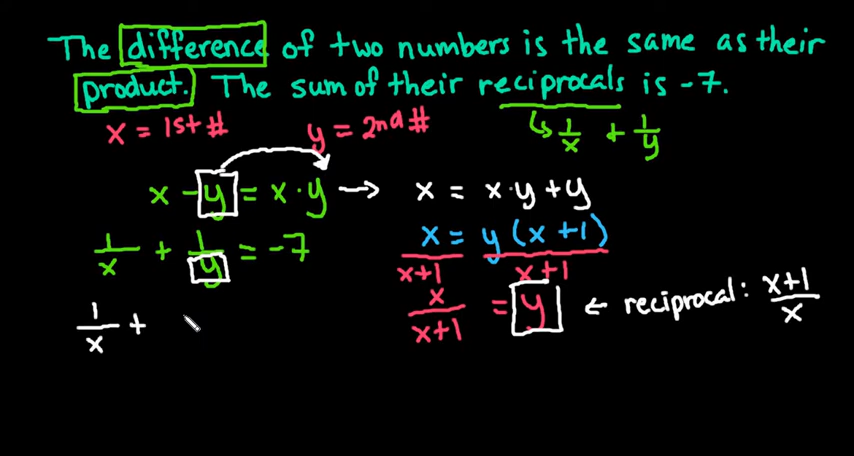 The difference of two numbers is the same as their
product. The sum of their reciprocals is -7.
x = 1st # y = 2nd # ↳ 1/x + 1/y
x - y = x · y → x = x · y + y
1/x + 1/y = -7 x = y (x + 1)
x+1 x+1
1/x + x/x+1 = y ← reciprocal: x+1/x